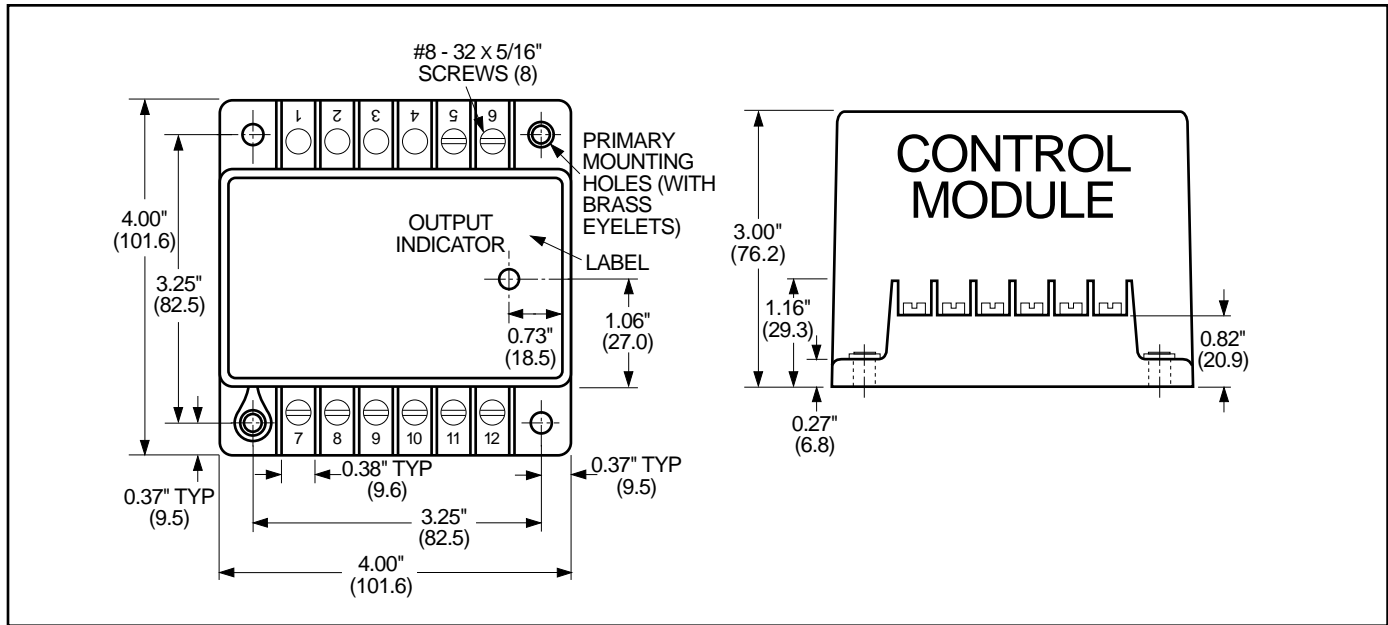 #8 - 32 X 5/16"
SCREWS (8)
1 2 3 4 5 6
PRIMARY
MOUNTING
HOLES (WITH
BRASS
EYELETS)
4.00"
(101.6)
3.25"
(82.5)
OUTPUT
INDICATOR
LABEL
0.73"
(18.5)
1.06"
(27.0)
7 8 9 10 11 12
0.37" TYP
(9.5)
0.38" TYP
(9.6)
0.37" TYP
(9.5)
3.25"
(82.5)
4.00"
(101.6)
CONTROL
MODULE
3.00"
(76.2)
1.16"
(29.3)
0.82"
(20.9)
0.27"
(6.8)